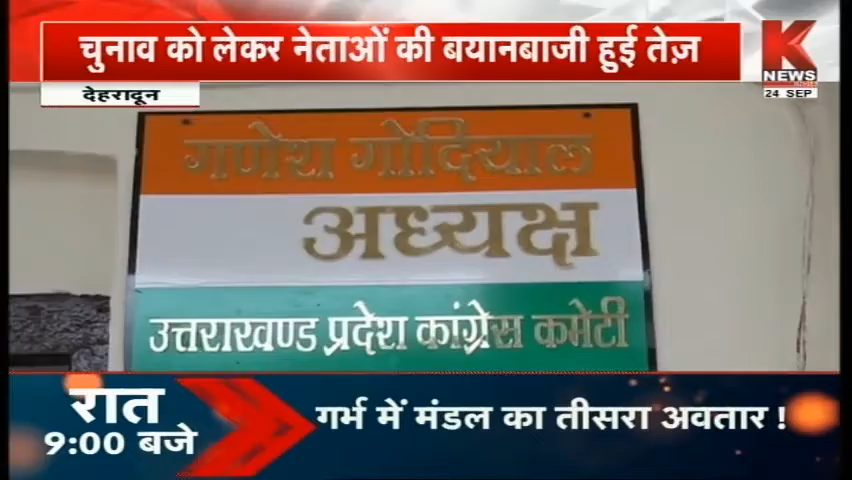 चुनाव को लेकर नेताओं की बयानबाजी हुई तेज़
K
NEWS
देहरादून
24 SEP
गणेश गोदियाल
अध्यक्ष
उत्तराखण्ड प्रदेश कांग्रेस कमेटी
रात
9:00 बजे
गर्भ में मंडल का तीसरा अवतार !